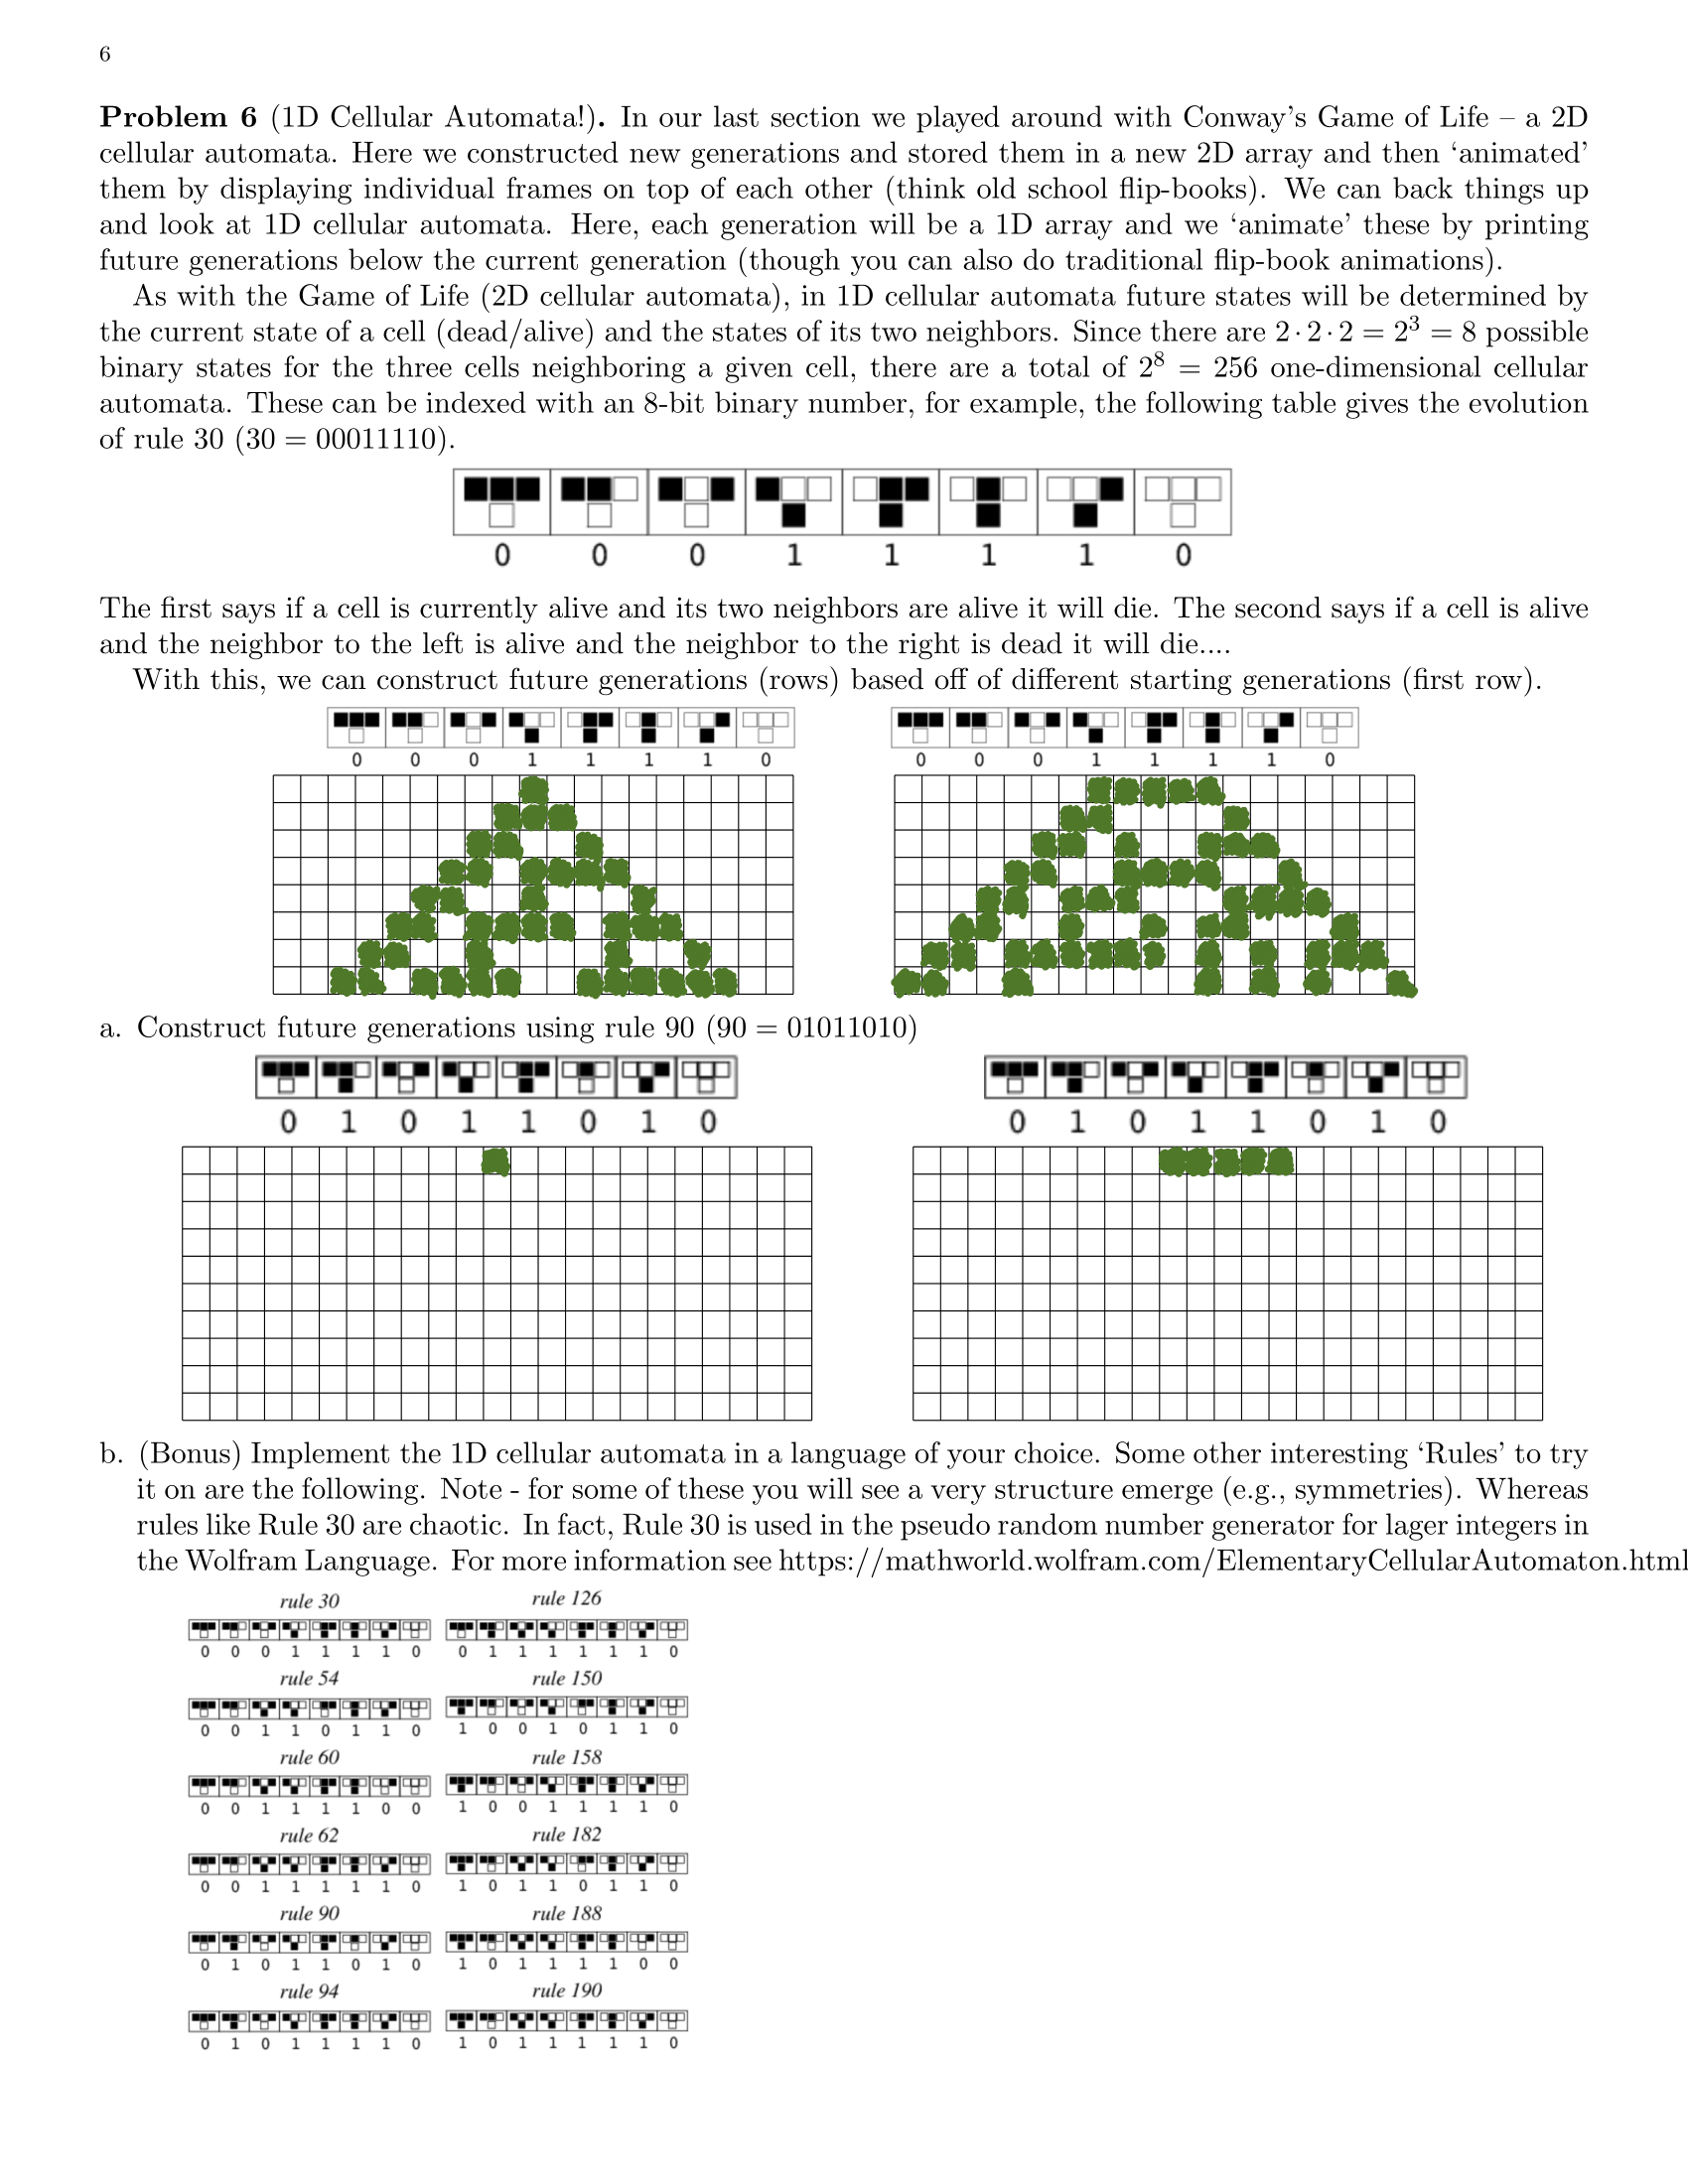 6
Problem 6 (1D Cellular Automata!). In our last section we played around with Conway's Game of Life – a 2D
cellular automata. Here we constructed new generations and stored them in a new 2D array and then 'animated'
them by displaying individual frames on top of each other (think old school flip-books). We can back things up
and look at 1D cellular automata. Here, each generation will be a 1D array and we 'animate' these by printing
future generations below the current generation (though you can also do traditional flip-book animations).
As with the Game of Life (2D cellular automata), in 1D cellular automata future states will be determined by
the current state of a cell (dead/alive) and the states of its two neighbors. Since there are 2 · 2 · 2 = 2³ = 8 possible
binary states for the three cells neighboring a given cell, there are a total of 2⁸ = 256 one-dimensional cellular
automata. These can be indexed with an 8-bit binary number, for example, the following table gives the evolution
of rule 30 (30 = 00011110).
0 0 0 1 1 1 1 0
The first says if a cell is currently alive and its two neighbors are alive it will die. The second says if a cell is alive
and the neighbor to the left is alive and the neighbor to the right is dead it will die....
With this, we can construct future generations (rows) based off of different starting generations (first row).
0 0 0 1 1 1 1 0 0 0 0 1 1 1 1 0
a. Construct future generations using rule 90 (90 = 01011010)
0 1 0 1 1 0 1 0 0 1 0 1 1 0 1 0
b. (Bonus) Implement the 1D cellular automata in a language of your choice. Some other interesting 'Rules' to try
it on are the following. Note - for some of these you will see a very structure emerge (e.g., symmetries). Whereas
rules like Rule 30 are chaotic. In fact, Rule 30 is used in the pseudo random number generator for lager integers in
the Wolfram Language. For more information see https://mathworld.wolfram.com/ElementaryCellularAutomaton.html
rule 30 rule 126
0 0 0 1 1 1 1 0 0 1 1 1 1 1 1 0
rule 54 rule 150
0 0 1 1 0 1 1 0 1 0 0 1 0 1 1 0
rule 60 rule 158
0 0 1 1 1 1 0 0 1 0 0 1 1 1 1 0
rule 62 rule 182
0 0 1 1 1 1 1 0 1 0 1 1 0 1 1 0
rule 90 rule 188
0 1 0 1 1 0 1 0 1 0 1 1 1 1 0 0
rule 94 rule 190
0 1 0 1 1 1 1 0 1 0 1 1 1 1 1 0